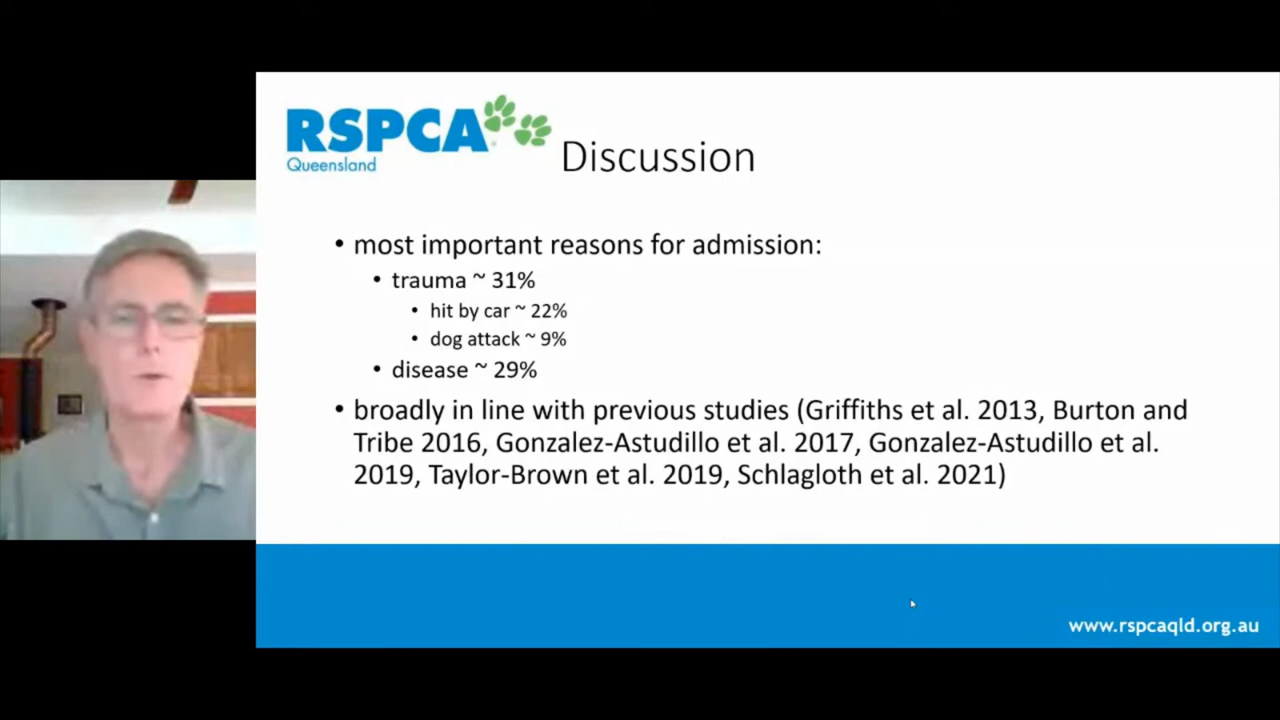 RSPCA
Queensland
Discussion
• most important reasons for admission:
• trauma ~ 31%
• hit by car ~ 22%
• dog attack ~ 9%
• disease ~ 29%
• broadly in line with previous studies (Griffiths et al. 2013, Burton and
Tribe 2016, Gonzalez-Astudillo et al. 2017, Gonzalez-Astudillo et al.
2019, Taylor-Brown et al. 2019, Schlagloth et al. 2021)
www.rspcaqld.org.au